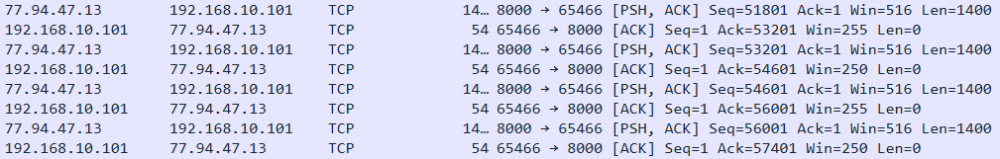 77.94.47.13 192.168.10.101 TCP 14… 8000 → 65466 [PSH, ACK] Seq=51801 Ack=1 Win=516 Len=1400
192.168.10.101 77.94.47.13 TCP 54 65466 → 8000 [ACK] Seq=1 Ack=53201 Win=255 Len=0
77.94.47.13 192.168.10.101 TCP 14… 8000 → 65466 [PSH, ACK] Seq=53201 Ack=1 Win=516 Len=1400
192.168.10.101 77.94.47.13 TCP 54 65466 → 8000 [ACK] Seq=1 Ack=54601 Win=250 Len=0
77.94.47.13 192.168.10.101 TCP 14… 8000 → 65466 [PSH, ACK] Seq=54601 Ack=1 Win=516 Len=1400
192.168.10.101 77.94.47.13 TCP 54 65466 → 8000 [ACK] Seq=1 Ack=56001 Win=255 Len=0
77.94.47.13 192.168.10.101 TCP 14… 8000 → 65466 [PSH, ACK] Seq=56001 Ack=1 Win=516 Len=1400
192.168.10.101 77.94.47.13 TCP 54 65466 → 8000 [ACK] Seq=1 Ack=57401 Win=250 Len=0